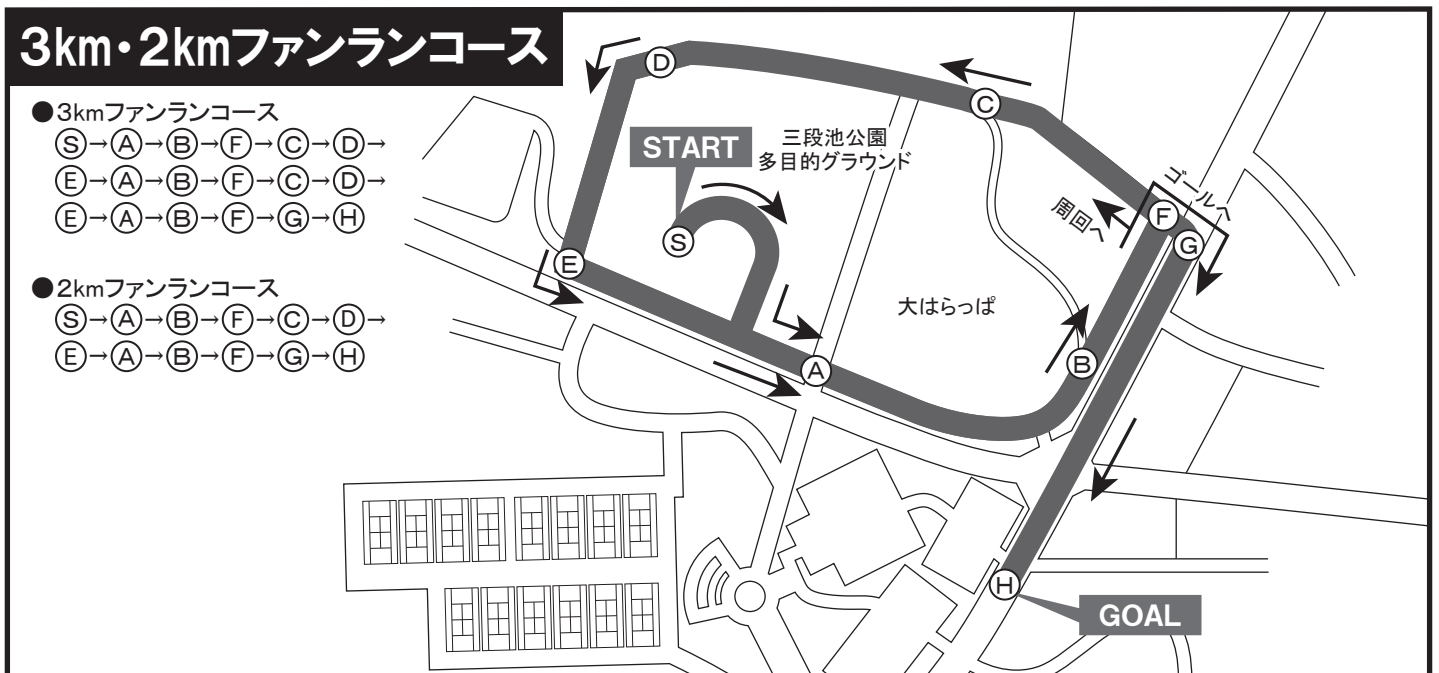 3km・2kmファンランコース
●3kmファンランコース
Ⓢ→Ⓐ→Ⓑ→Ⓕ→Ⓒ→Ⓓ→
Ⓔ→Ⓐ→Ⓑ→Ⓕ→Ⓒ→Ⓓ→
Ⓔ→Ⓐ→Ⓑ→Ⓕ→Ⓖ→Ⓗ
●2kmファンランコース
Ⓢ→Ⓐ→Ⓑ→Ⓕ→Ⓒ→Ⓓ→
Ⓔ→Ⓐ→Ⓑ→Ⓕ→Ⓖ→Ⓗ
Ⓓ
Ⓒ
START
三段池公園
多目的グラウンド
ゴールへ
周回へ
Ⓕ
Ⓢ
Ⓖ
Ⓔ
大はらっぱ
Ⓐ
Ⓑ
Ⓗ
GOAL